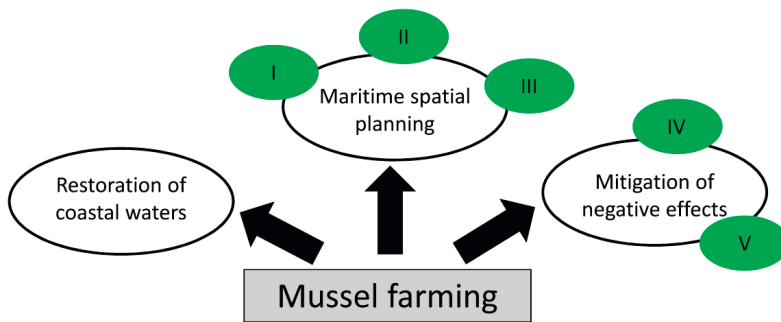 I
II
III
Maritime spatial
planning
IV
Restoration of
coastal waters
Mitigation of
negative effects
V
Mussel farming